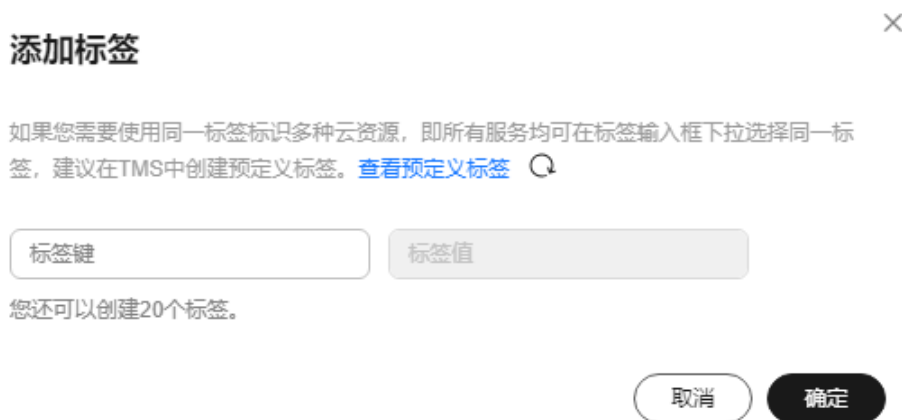 添加标签
如果您需要使用同一标签标识多种云资源，即所有服务均可在标签输入框下拉选择同一标
签，建议在TMS中创建预定义标签。查看预定义标签
标签键 标签值
您还可以创建20个标签。
取消 确定